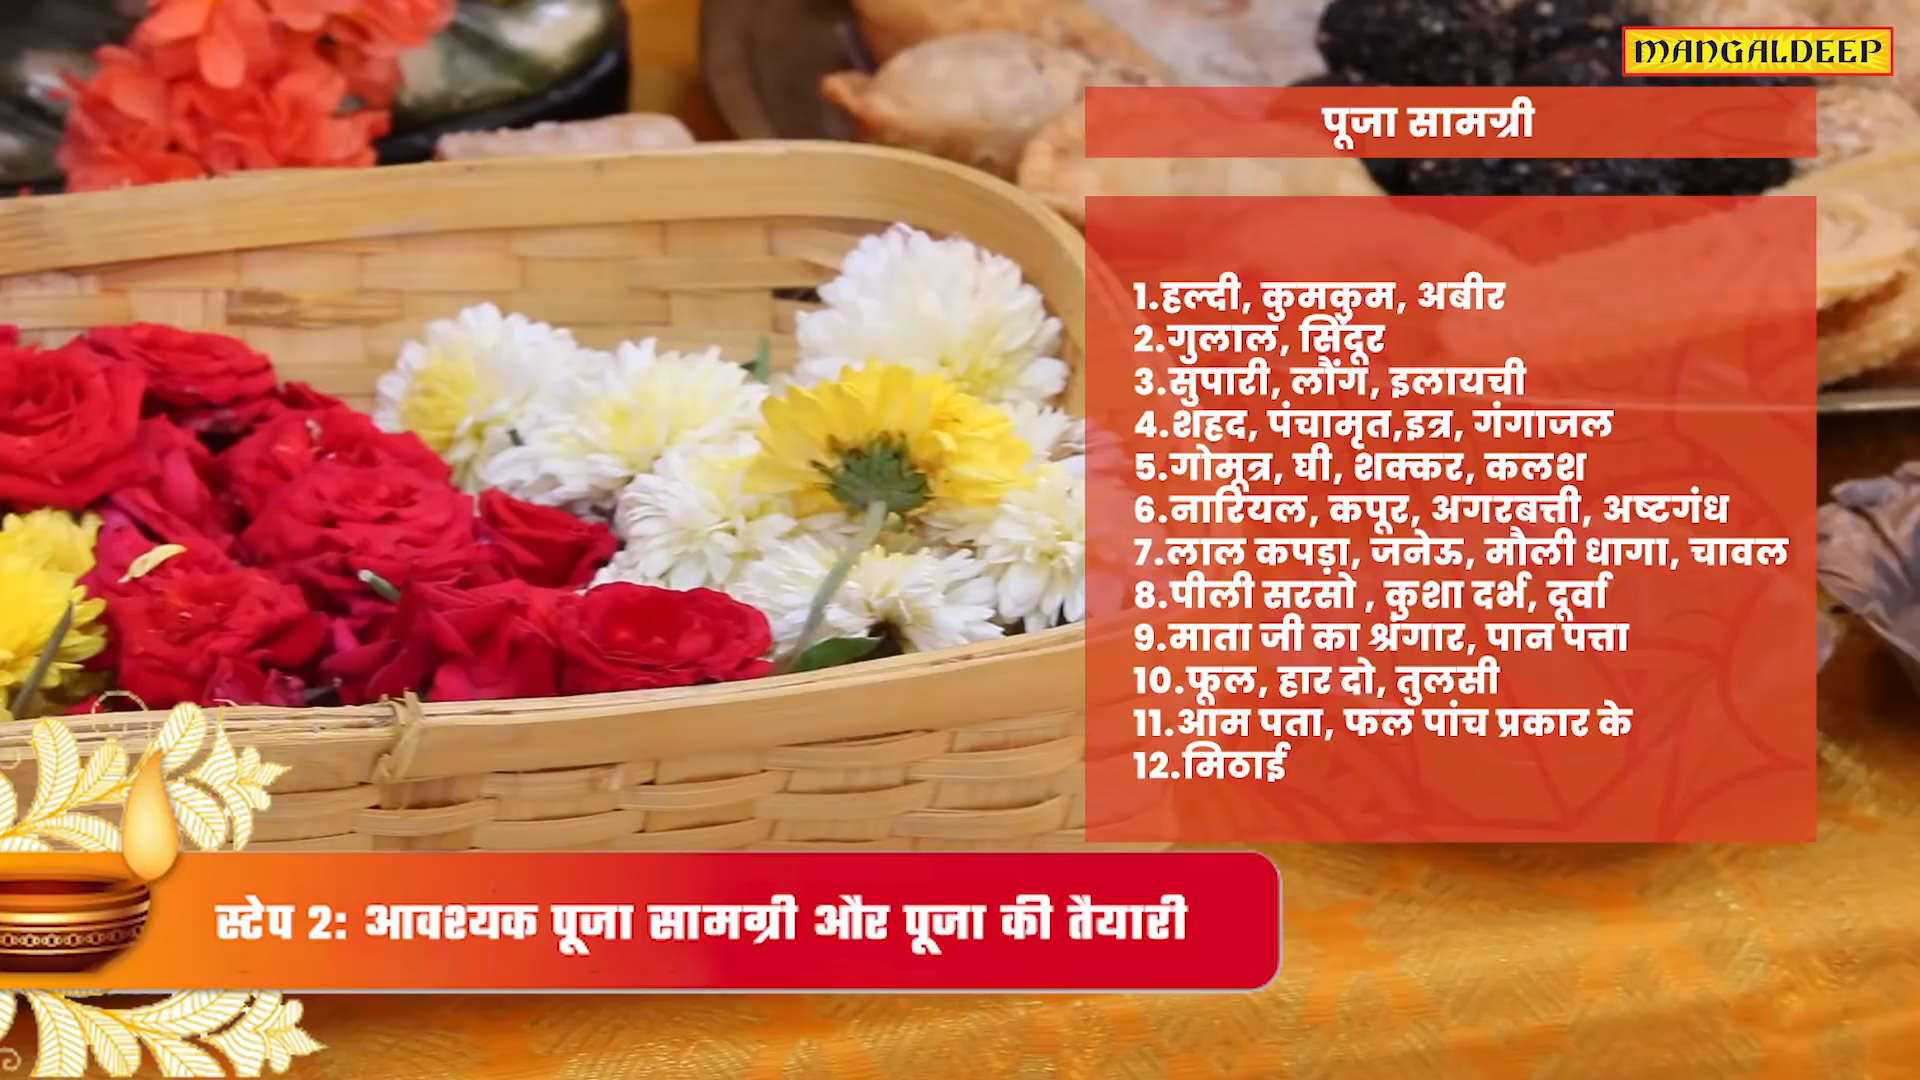 MANGALDEEP
पूजा सामग्री
1.हल्दी, कुमकुम, अबीर
2.गुलाल, सिंदूर
3.सुपारी, लौंग, इलायची
4.शहद, पंचामृत,इत्र, गंगाजल
5.गोमूत्र, घी, शक्कर, कलश
6.नारियल, कपूर, अगरबत्ती, अष्टगंध
7.लाल कपड़ा, जनेऊ, मौली धागा, चावल
8.पीली सरसो , कुशा दर्भ, दूर्वा
9.माता जी का श्रंगार, पान पत्ता
10.फूल, हार दो, तुलसी
11.आम पता, फल पांच प्रकार के
12.मिठाई
स्टेप 2: आवश्यक पूजा सामग्री और पूजा की तैयारी